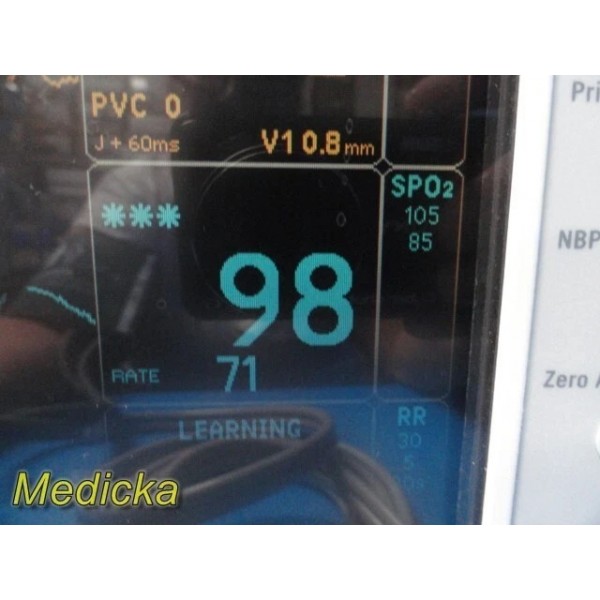 PVC 0
J + 60ms V1 0.8 mm
SPO2
105
85
*** 
98
RATE 71
LEARNING
RR
30
5
Pri
NBP
Zero A
Medicka